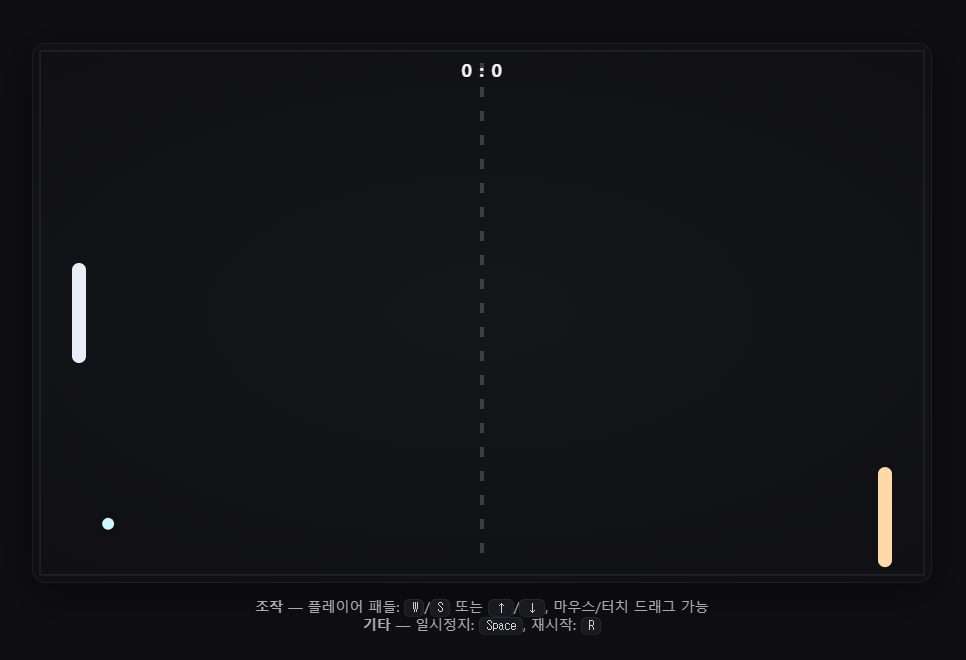 0 : 0
조작 — 플레이어 패들: W/S 또는 ↑/↓, 마우스/터치 드래그 가능
기타 — 일시정지: Space, 재시작: R